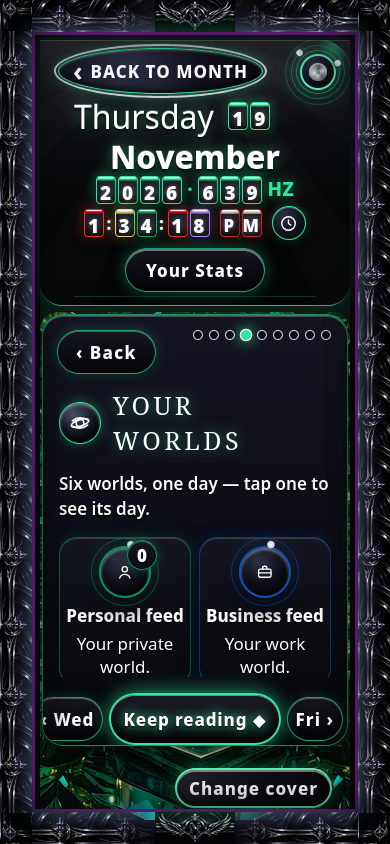 ‹ BACK TO MONTH
Thursday 19
November
2026 · 639 HZ
1:34:18 PM
Your Stats
‹ Back
YOUR
WORLDS
Six worlds, one day — tap one to
see its day.
0
Personal feed
Your private
world.
Business feed
Your work
world.
‹ Wed
Keep reading ◆
Fri ›
Change cover